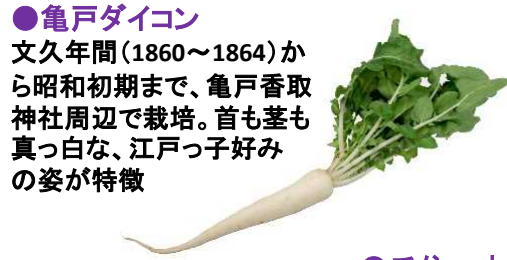 ●亀戸ダイコン
文久年間（1860～1864）か
ら昭和初期まで、亀戸香取
神社周辺で栽培。首も茎も
真っ白な、江戸っ子好み
の姿が特徴